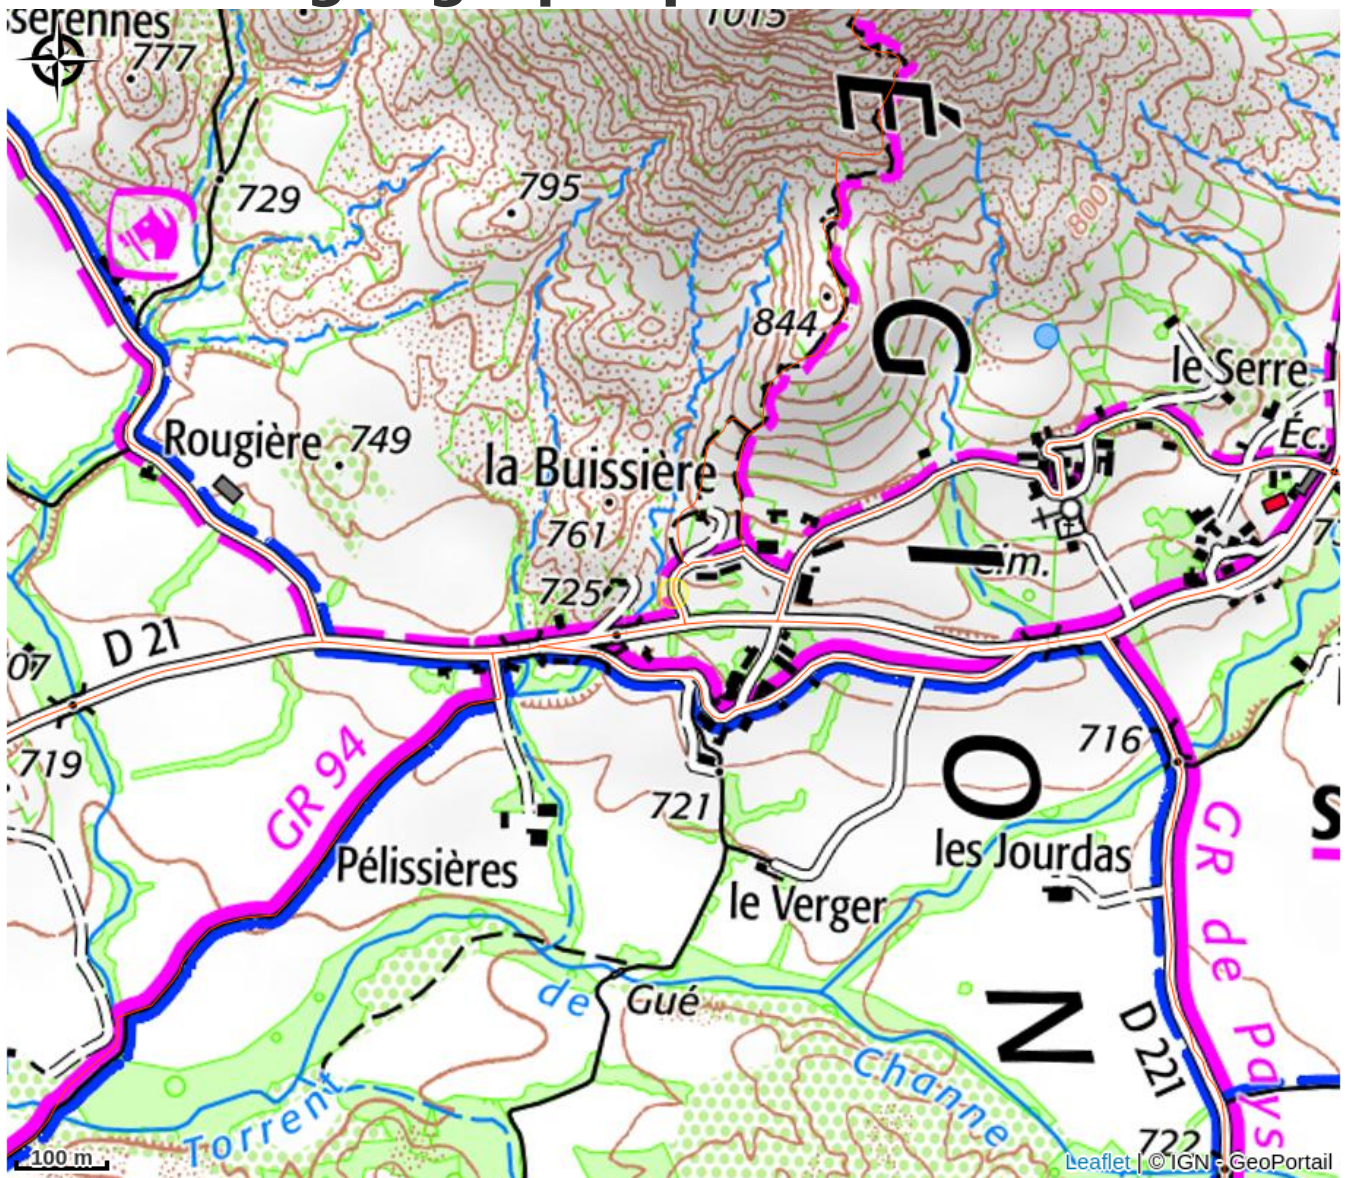 serennes
1015
777
É
729
795
800
844
G
le Serre
Rougière
749
la Buissière
Éc.
761
725
I
Cim.
D 21
07
719
GR 94
716
O
721
Pélissières
les Jourdas
le Verger
GR de Pays
de
Gué
N
D 221
Channe
Torrent
722
100 m
Leaflet | © IGN - GeoPortail